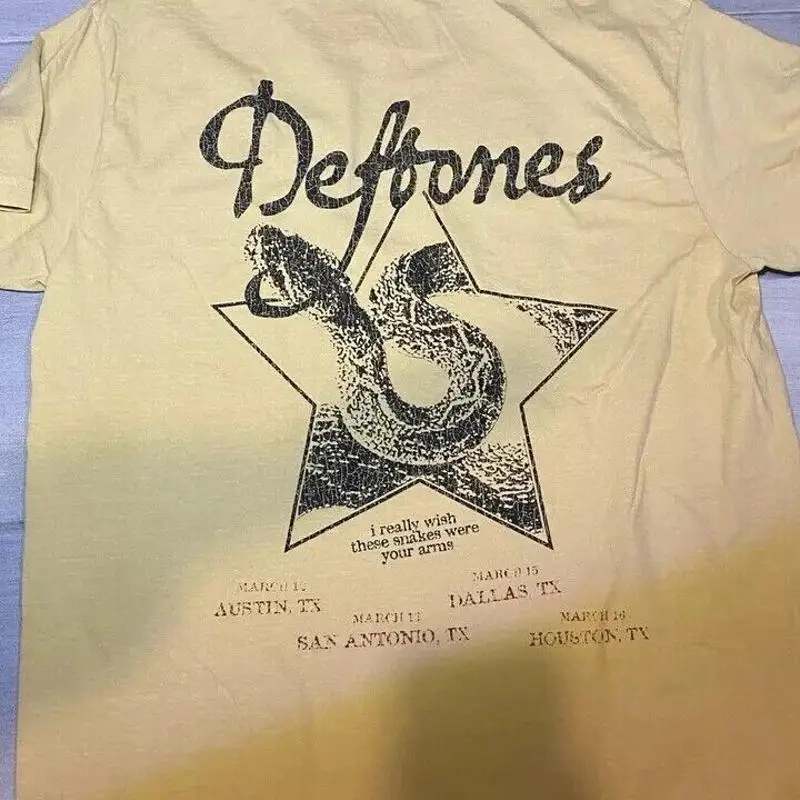 Deftones
i really wish
these snakes were
your arms
MARCH
AUSTIN, TX
MARCH 15
DALLAS, TX
MARCH
SAN ANTONIO, TX
MARCH 16
HOUSTON, TX